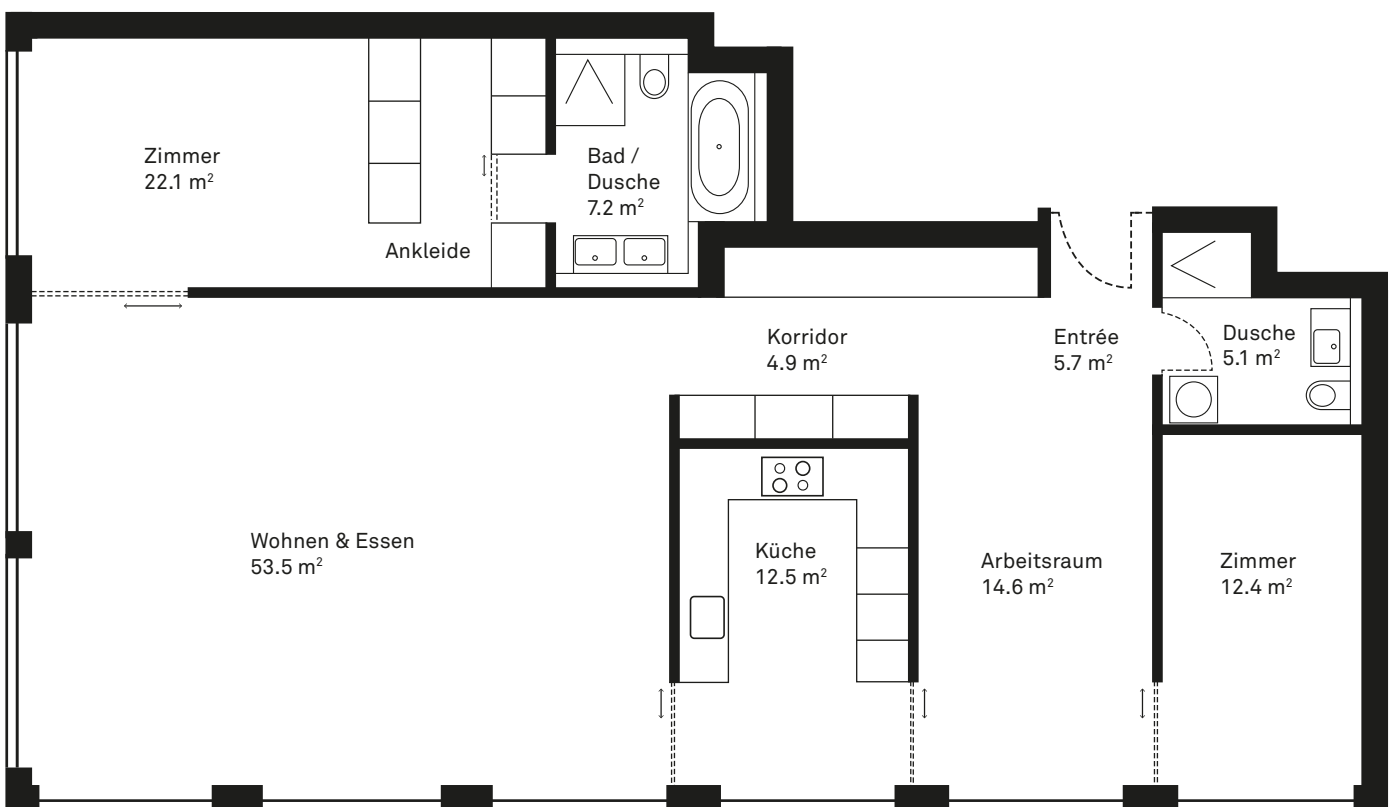 Zimmer
22.1 m²
Bad /
Dusche
7.2 m²
Ankleide
Korridor
4.9 m²
Entrée
5.7 m²
Dusche
5.1 m²
Wohnen & Essen
53.5 m²
Küche
12.5 m²
Arbeitsraum
14.6 m²
Zimmer
12.4 m²